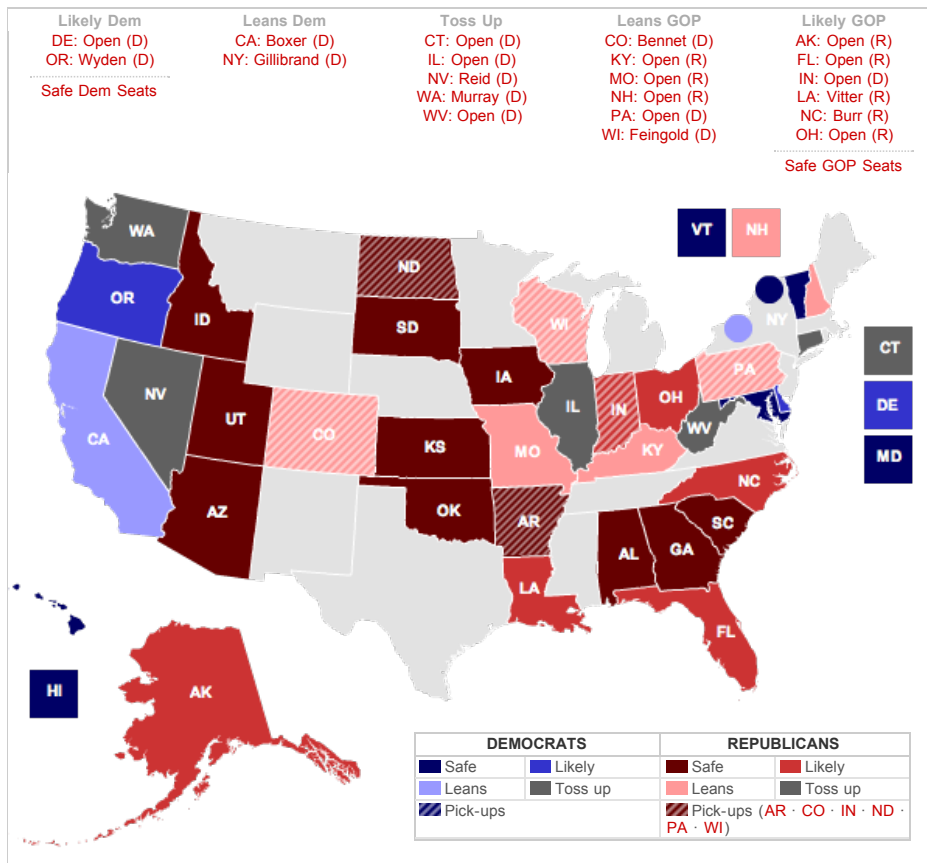 Likely Dem
DE: Open (D)
OR: Wyden (D)
Safe Dem Seats
Leans Dem
CA: Boxer (D)
NY: Gillibrand (D)
Toss Up
CT: Open (D)
IL: Open (D)
NV: Reid (D)
WA: Murray (D)
WV: Open (D)
Leans GOP
CO: Bennet (D)
KY: Open (R)
MO: Open (R)
NH: Open (R)
PA: Open (D)
WI: Feingold (D)
Likely GOP
AK: Open (R)
FL: Open (R)
IN: Open (D)
LA: Vitter (R)
NC: Burr (R)
OH: Open (R)
Safe GOP Seats
WA
VT
NH
ND
OR
ID
SD
WI
NY
CT
IA
PA
NV
UT
IL
IN
OH
DE
CA
CO
KS
MO
KY
WV
MD
AZ
OK
AR
NC
AL
GA
SC
LA
FL
HI
AK
DEMOCRATS
REPUBLICANS
Safe
Likely
Safe
Likely
Leans
Toss up
Leans
Toss up
Pick-ups
Pick-ups (AR · CO · IN · ND ·
PA · WI)